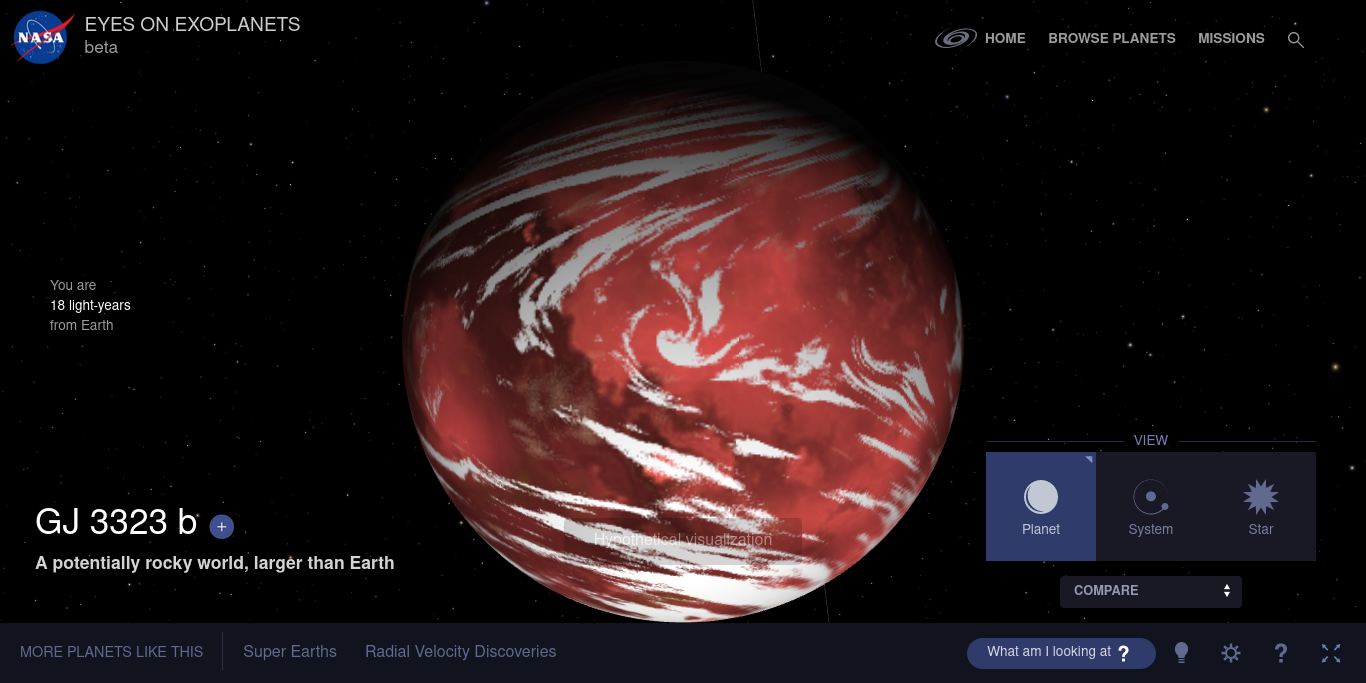 NASA
EYES ON EXOPLANETS
beta
HOME
BROWSE PLANETS
MISSIONS
You are
18 light-years
from Earth
VIEW
Planet
System
Star
COMPARE
GJ 3323 b +
A potentially rocky world, larger than Earth
Hypothetical visualization
MORE PLANETS LIKE THIS
Super Earths
Radial Velocity Discoveries
What am I looking at ?
?